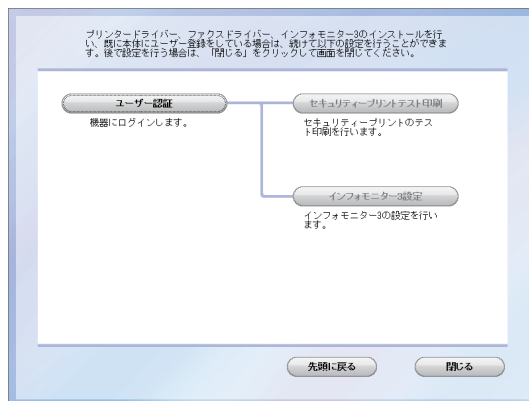 プリンタードライバー、ファクスドライバー、インフォモニター3のインストールを行
い、既に本体にユーザー登録をしている場合は、続けて以下の設定を行うことができま
す。後で設定を行う場合は、「閉じる」をクリックして画面を閉じてください。
ユーザー認証
機器にログインします。
セキュリティープリントテスト印刷
セキュリティープリントのテス
ト印刷を行います。
インフォモニター3設定
インフォモニター3の設定を行い
ます。
先頭に戻る
閉じる